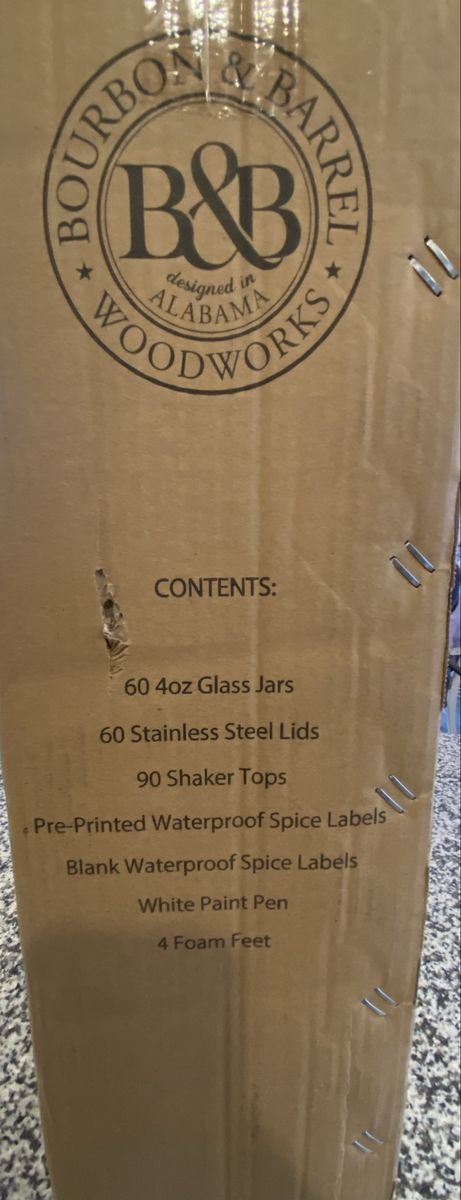 BOURBON & BARREL
B&B
designed in
ALABAMA
WOODWORKS
CONTENTS:
60 4oz Glass Jars
60 Stainless Steel Lids
90 Shaker Tops
Pre-Printed Waterproof Spice Labels
Blank Waterproof Spice Labels
White Paint Pen
4 Foam Feet